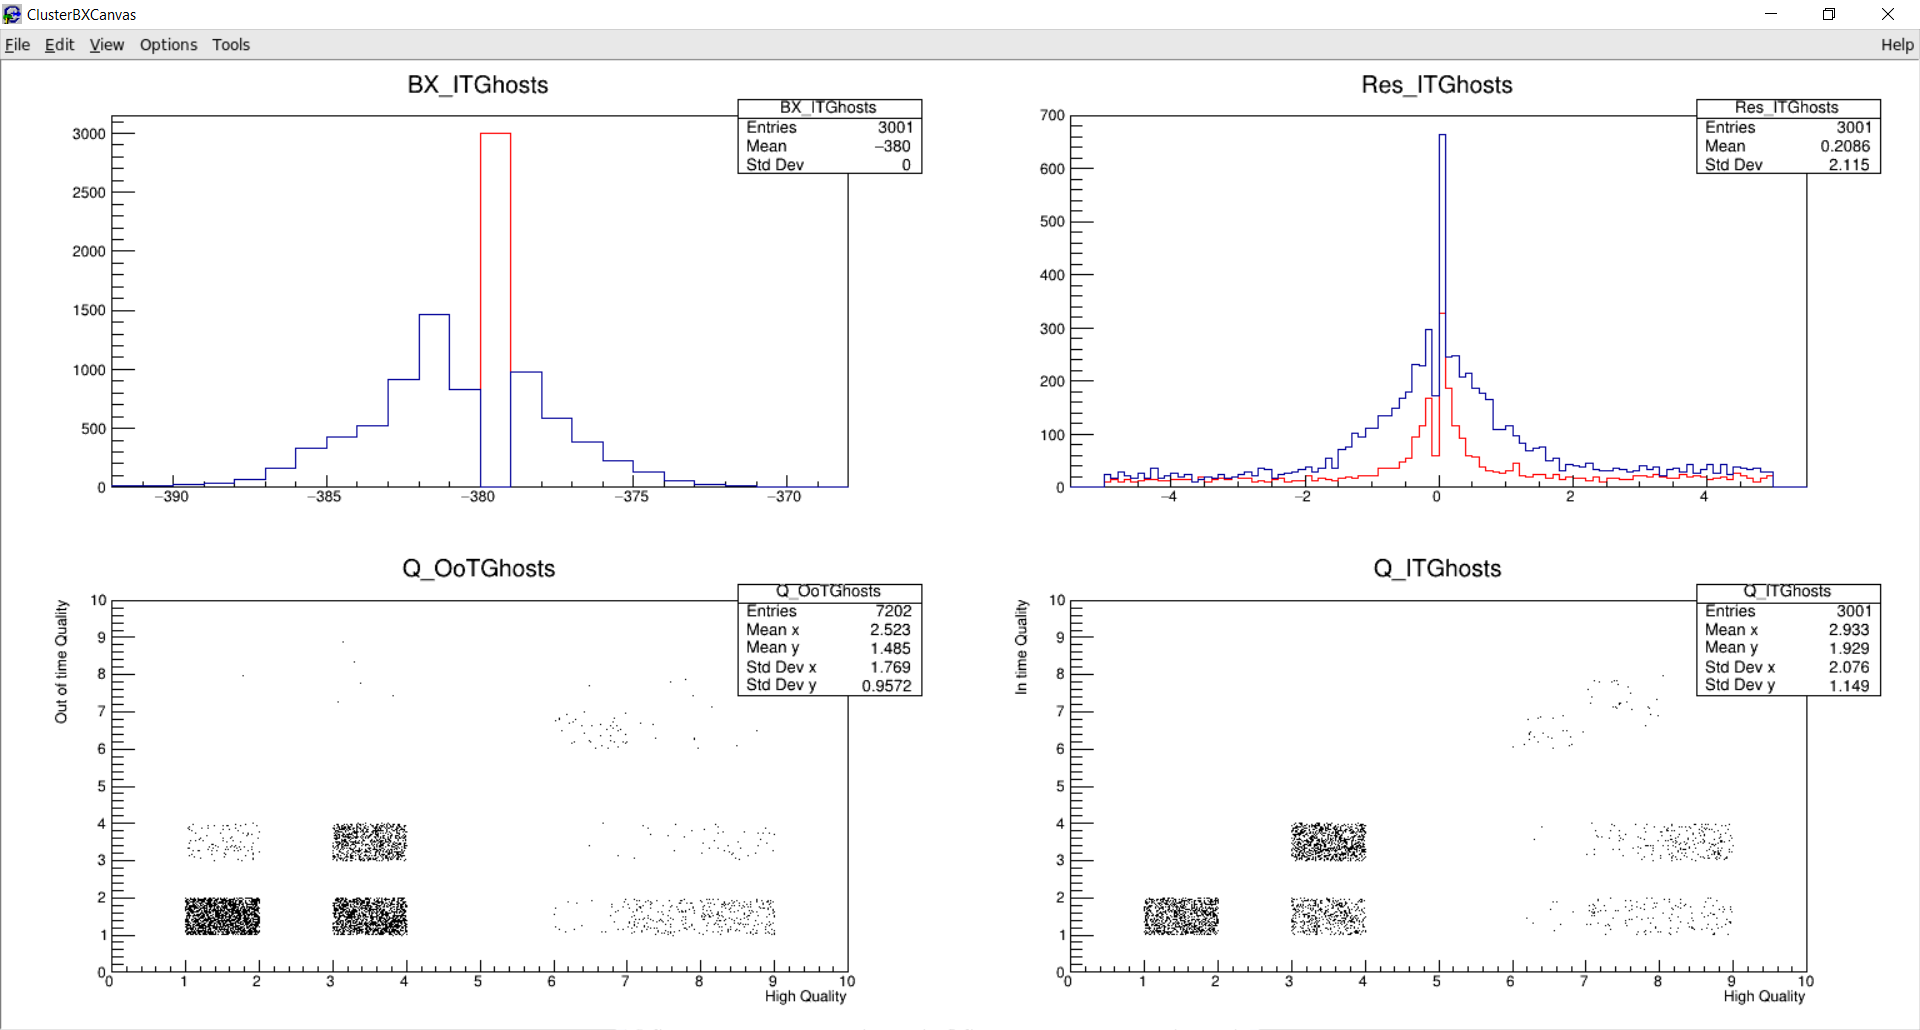 ClusterBXCanvas
File Edit View Options Tools Help
BX_ITGhosts
BX_ITGhosts
Entries 3001
Mean −380
Std Dev 0
3000
2500
2000
1500
1000
500
0
−390 −385 −380 −375 −370
Res_ITGhosts
Res_ITGhosts
Entries 3001
Mean 0.2086
Std Dev 2.115
700
600
500
400
300
200
100
0
−4 −2 0 2 4
Q_OoTGhosts
Q_OoTGhosts
Entries 7202
Mean x 2.523
Mean y 1.485
Std Dev x 1.769
Std Dev y 0.9572
Out of time Quality
10
9
8
7
6
5
4
3
2
1
0
0 1 2 3 4 5 6 7 8 9 10
High Quality
Q_ITGhosts
Q_ITGhosts
Entries 3001
Mean x 2.933
Mean y 1.929
Std Dev x 2.076
Std Dev y 1.149
In time Quality
10
9
8
7
6
5
4
3
2
1
0
0 1 2 3 4 5 6 7 8 9 10
High Quality